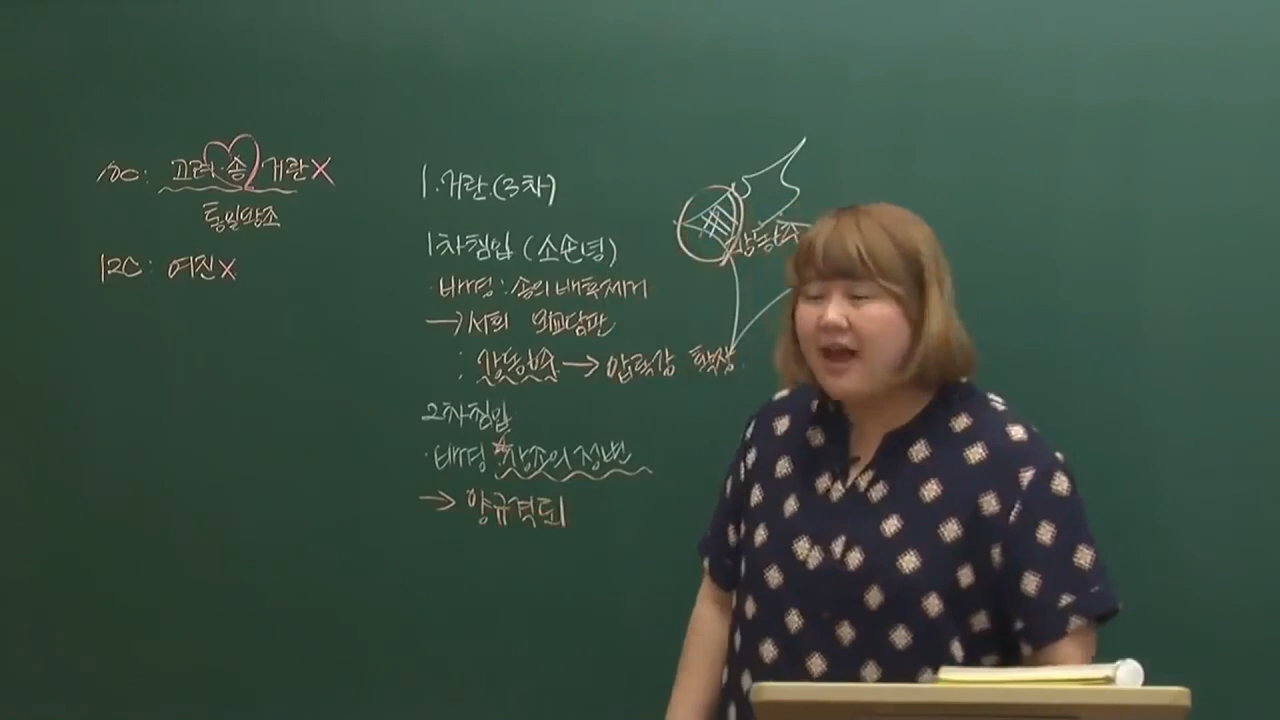 10C: 고려·송 거란X
통일왕조
12C: 여진X
1. 거란 (3차)
1차침입 (소손녕)
·배경 : 송의 배후제거
→서희 외교담판
: 강동6주 → 압록강 확장
2차침입
·배경 강조의 정변
→ 양규격퇴
강동6주